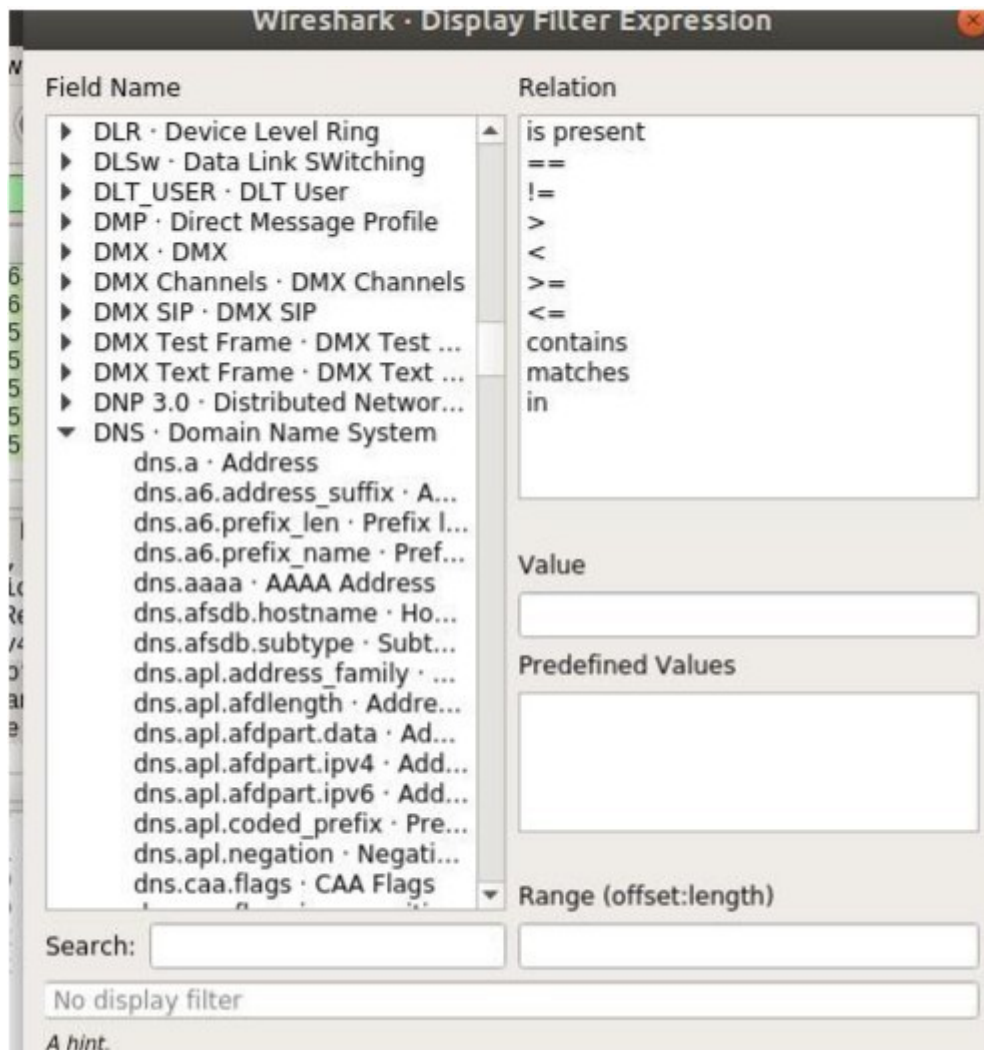 Wireshark · Display Filter Expression
Field Name
DLR · Device Level Ring
DLSw · Data Link SWitching
DLT_USER · DLT User
DMP · Direct Message Profile
DMX · DMX
DMX Channels · DMX Channels
DMX SIP · DMX SIP
DMX Test Frame · DMX Test ...
DMX Text Frame · DMX Text ...
DNP 3.0 · Distributed Networ...
DNS · Domain Name System
dns.a · Address
dns.a6.address_suffix · A...
dns.a6.prefix_len · Prefix l...
dns.a6.prefix_name · Pref...
dns.aaaa · AAAA Address
dns.afsdb.hostname · Ho...
dns.afsdb.subtype · Subt...
dns.apl.address_family · ...
dns.apl.afdlength · Addre...
dns.apl.afdpart.data · Ad...
dns.apl.afdpart.ipv4 · Add...
dns.apl.afdpart.ipv6 · Add...
dns.apl.coded_prefix · Pre...
dns.apl.negation · Negati...
dns.caa.flags · CAA Flags
Search:
Relation
is present
==
!=
>
<
>=
<=
contains
matches
in
Value
Predefined Values
Range (offset:length)
No display filter
A hint.